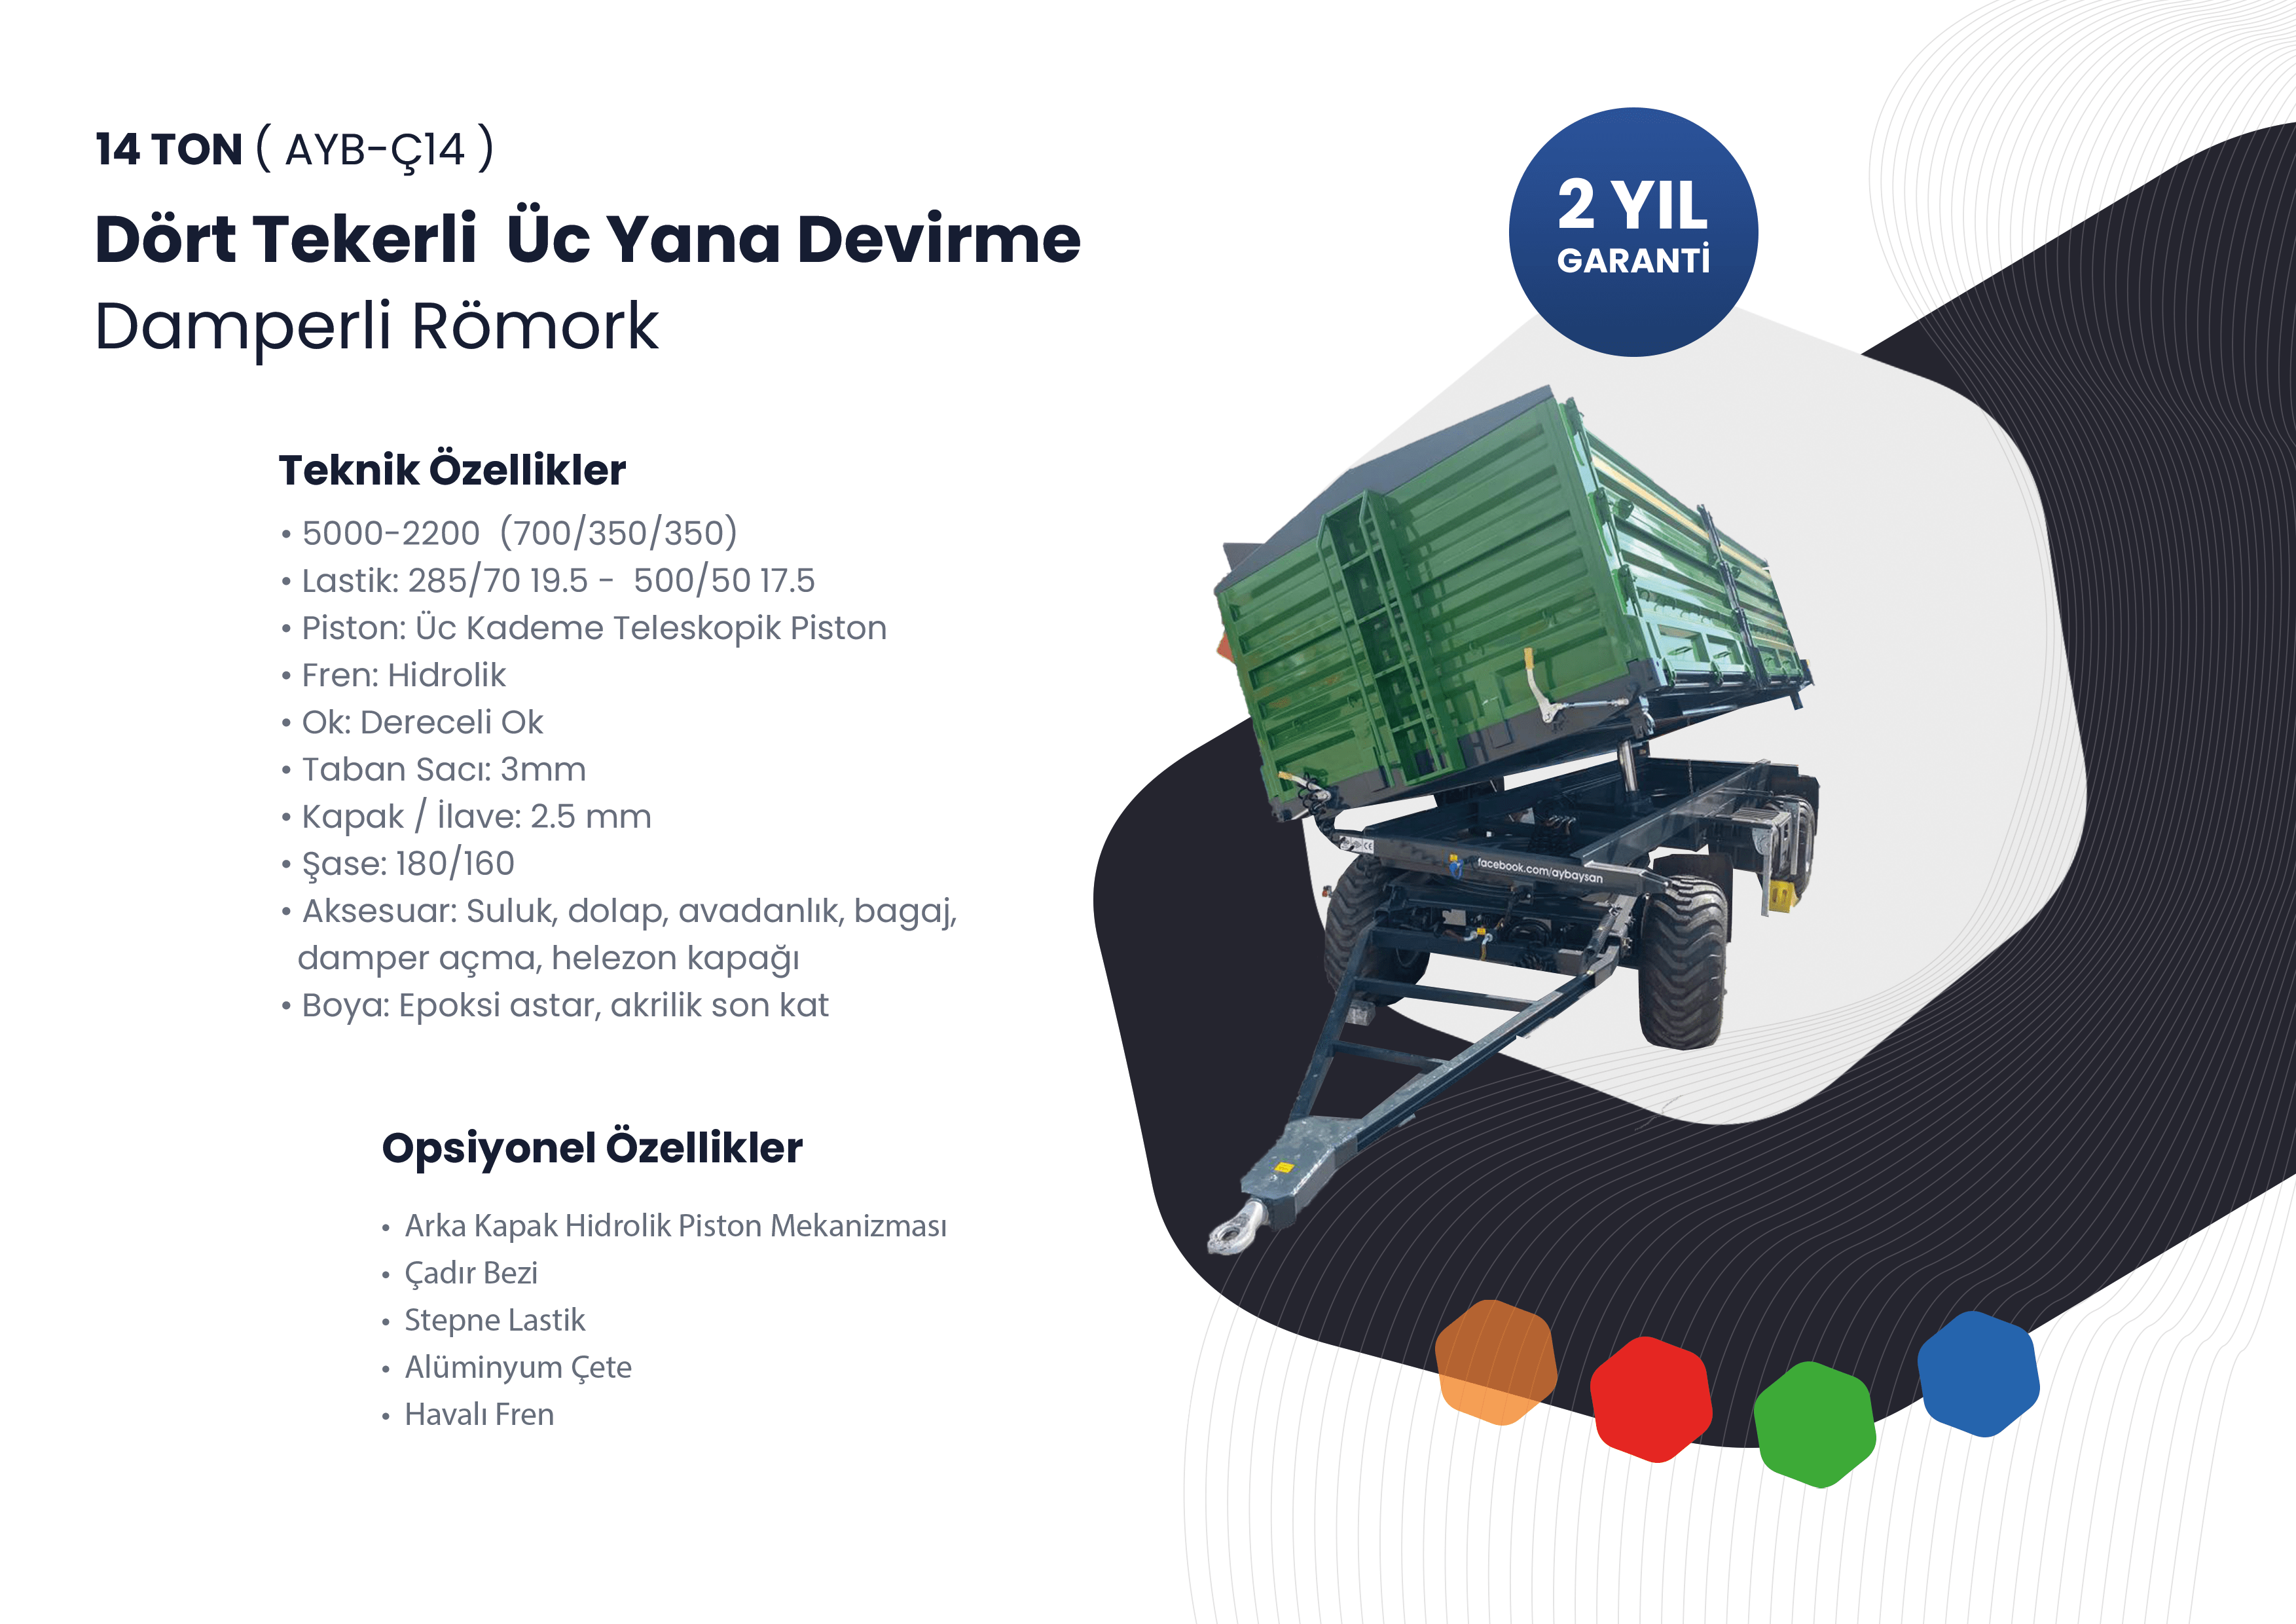 14 TON ( AYB-Ç14 )
Dört Tekerli Üc Yana Devirme
Damperli Römork
2 YIL
GARANTİ
Teknik Özellikler
• 5000-2200 (700/350/350)
• Lastik: 285/70 19.5 - 500/50 17.5
• Piston: Üc Kademe Teleskopik Piston
• Fren: Hidrolik
• Ok: Dereceli Ok
• Taban Sacı: 3mm
• Kapak / İlave: 2.5 mm
• Şase: 180/160
• Aksesuar: Suluk, dolap, avadanlık, bagaj,
damper açma, helezon kapağı
• Boya: Epoksi astar, akrilik son kat
facebook.com/aybaysan
Opsiyonel Özellikler
• Arka Kapak Hidrolik Piston Mekanizması
• Çadır Bezi
• Stepne Lastik
• Alüminyum Çete
• Havalı Fren